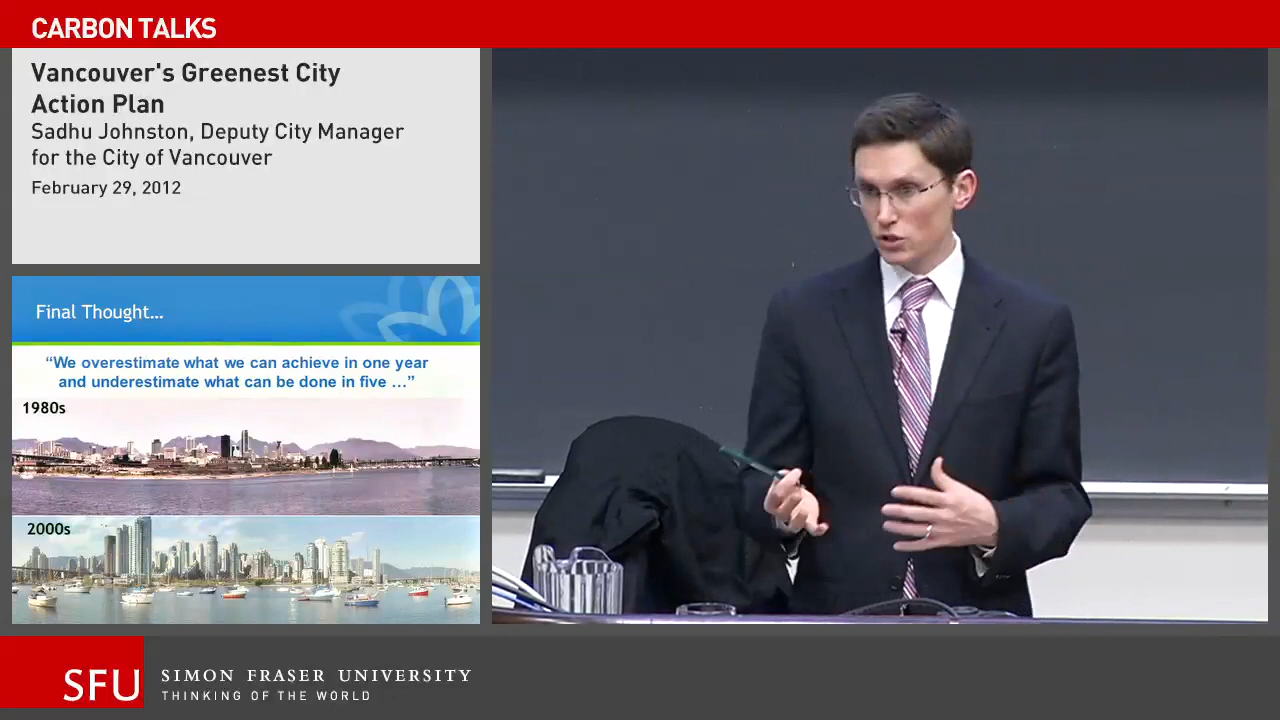 CARBON TALKS
Vancouver's Greenest City
Action Plan
Sadhu Johnston, Deputy City Manager
for the City of Vancouver
February 29, 2012
Final Thought...
“We overestimate what we can achieve in one year
and underestimate what can be done in five ...”
1980s
2000s
SFU
SIMON FRASER UNIVERSITY
THINKING OF THE WORLD